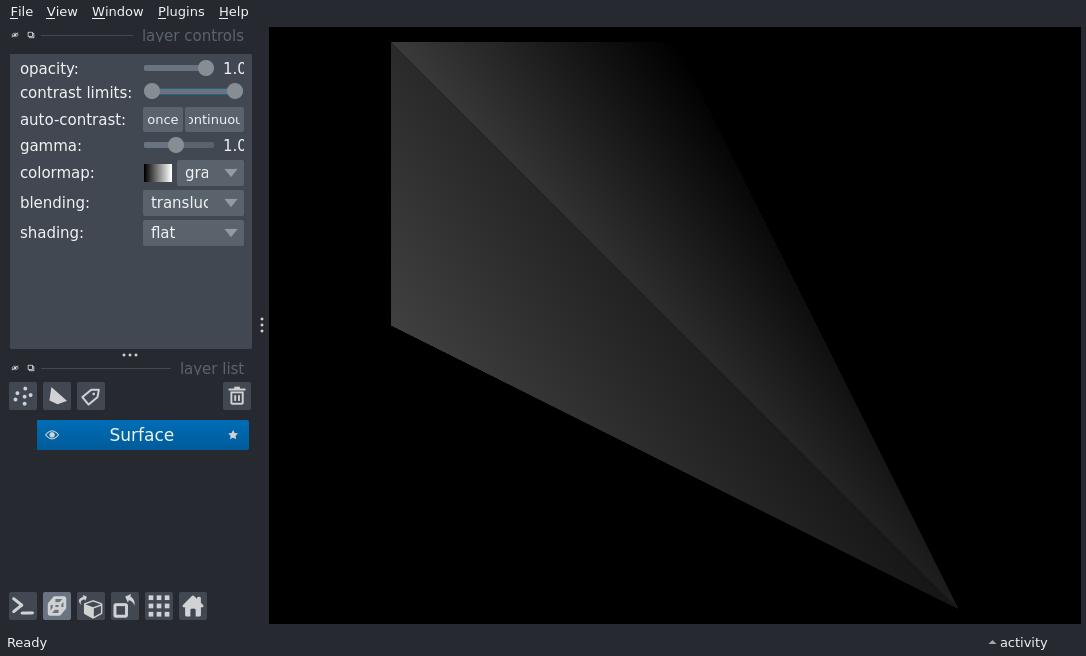 File View Window Plugins Help
layer controls
opacity: 1.0
contrast limits:
auto-contrast: once ontinuou
gamma: 1.0
colormap: gra
blending: transluc
shading: flat
layer list
Surface
Ready
activity